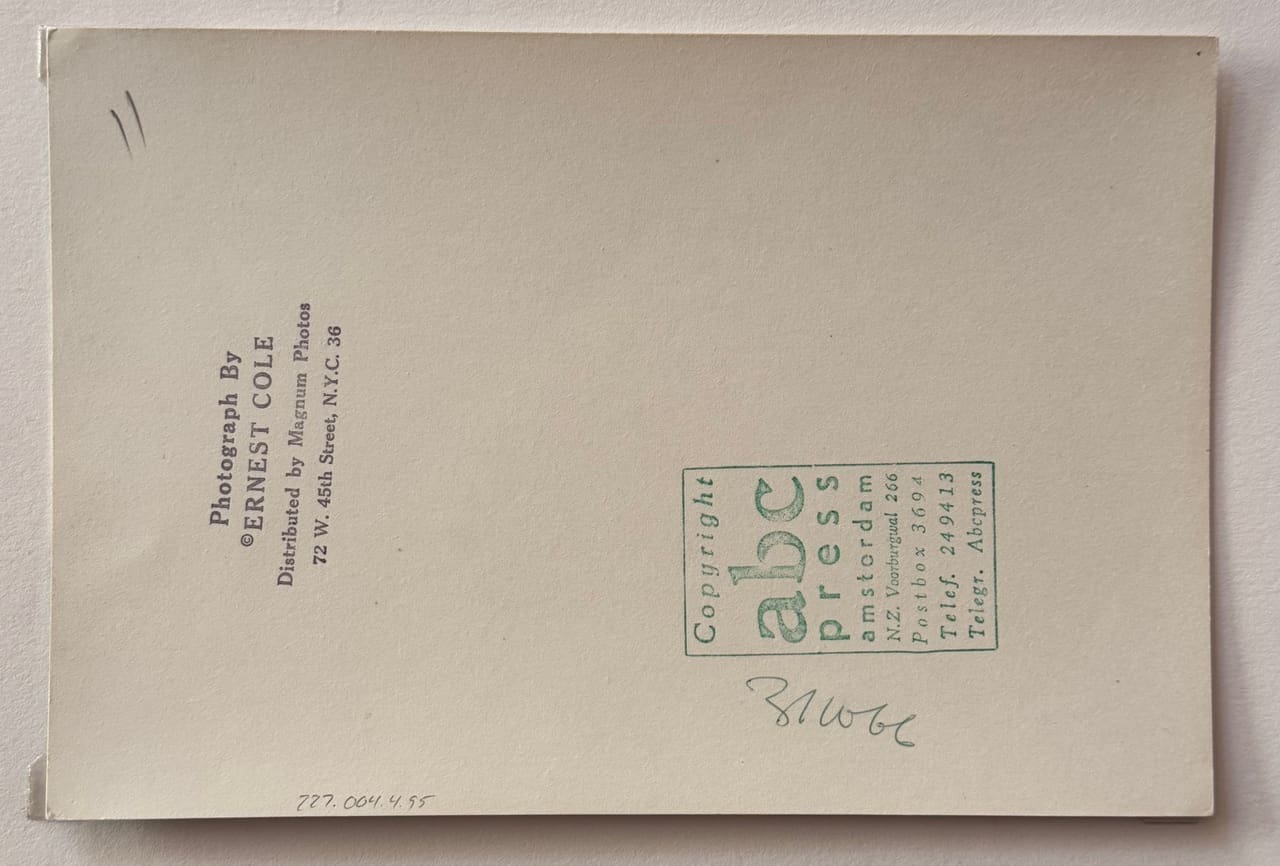 11
Photograph By
©ERNEST COLE
Distributed by Magnum Photos
72 W. 45th Street, N.Y.C. 36
Copyright
abc
press
amsterdam
N.Z. Voorburgwal 266
Postbox 3694
Telef. 249413
Telegr. Abcpress
227.004.4.95